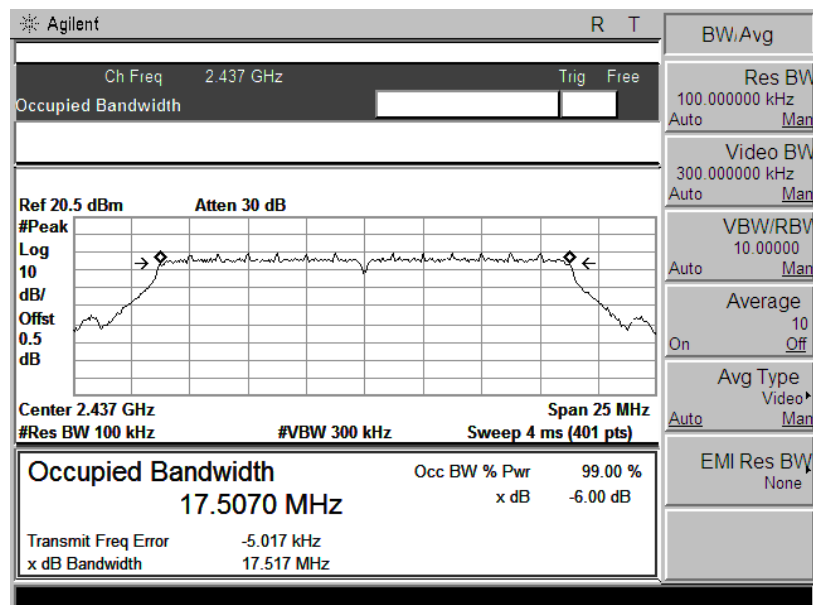 Agilent R T
Ch Freq 2.437 GHz Trig Free
Occupied Bandwidth
Ref 20.5 dBm Atten 30 dB
#Peak
Log
10
dB/
Offst
0.5
dB
Center 2.437 GHz Span 25 MHz
#Res BW 100 kHz #VBW 300 kHz Sweep 4 ms (401 pts)
Occupied Bandwidth
17.5070 MHz
Occ BW % Pwr 99.00 %
x dB -6.00 dB
Transmit Freq Error -5.017 kHz
x dB Bandwidth 17.517 MHz
BW/Avg
Res BW
100.000000 kHz
Auto Man
Video BW
300.000000 kHz
Auto Man
VBW/RBW
10.00000
Auto Man
Average
10
On Off
Avg Type
Video
Auto Man
EMI Res BW
None